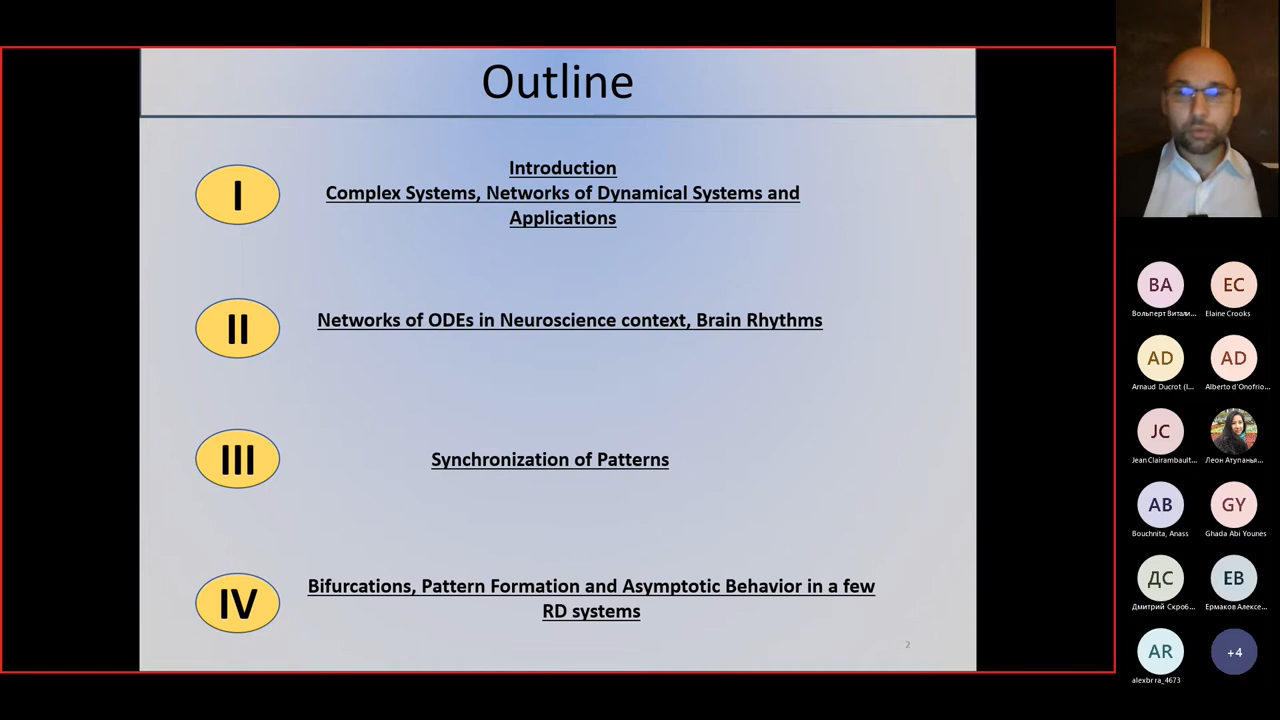 Outline
I
Introduction
Complex Systems, Networks of Dynamical Systems and
Applications
II
Networks of ODEs in Neuroscience context, Brain Rhythms
III
Synchronization of Patterns
IV
Bifurcations, Pattern Formation and Asymptotic Behavior in a few
RD systems
2
BA
EC
Вольперт Витали...
Elaine Crooks
AD
AD
Arnaud Ducrot (I...
Alberto d'Onofrio...
JC
Jean Clairambault...
Леон Атупанья...
AB
GY
Bouchnita, Anass
Ghada Abi Younes
ДС
ЕВ
Дмитрий Скроб...
Ермаков Алексе...
AR
+4
alexbr ra_4673